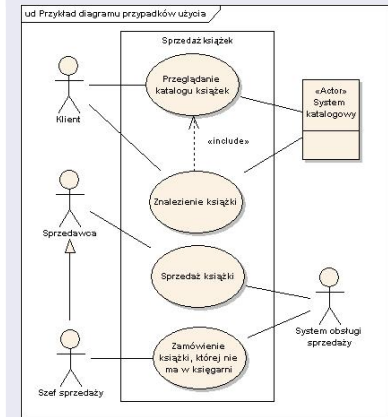 ud Przykład diagramu przypadków użycia
Sprzedaż książek
Przeglądanie
katalogu książek
Klient
«Actor»
System
katalogowy
«include»
Znalezienie książki
Sprzedawca
Sprzedaż książki
System obsługi
sprzedaży
Zamówienie
książki, której nie
ma w księgarni
Szef sprzedaży